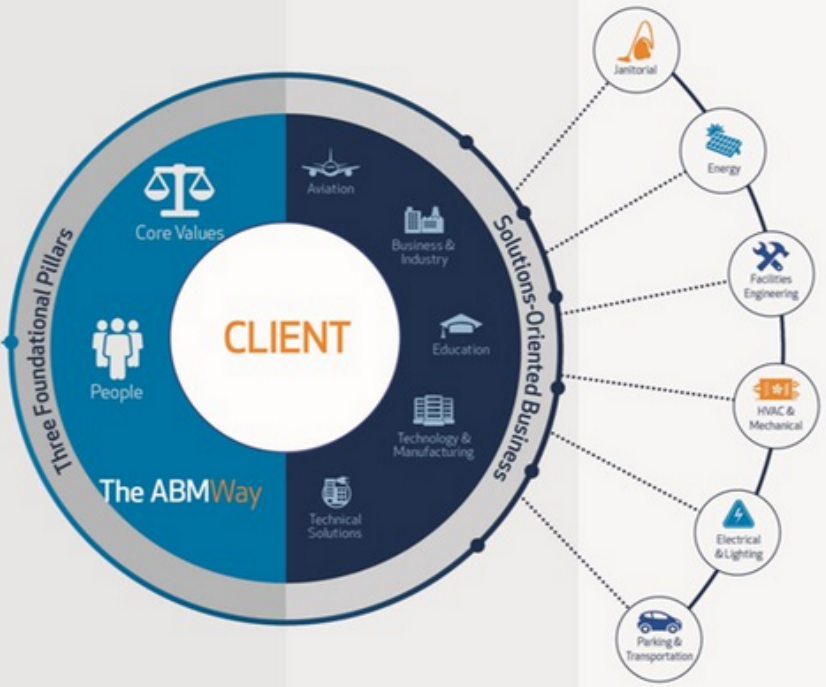 Three Foundational Pillars
Core Values
People
The ABMWay
CLIENT
Aviation
Business &
Industry
Education
Technology &
Manufacturing
Technical
Solutions
Solutions-Oriented Business
Janitorial
Energy
Facilities
Engineering
HVAC &
Mechanical
Electrical
& Lighting
Parking &
Transportation